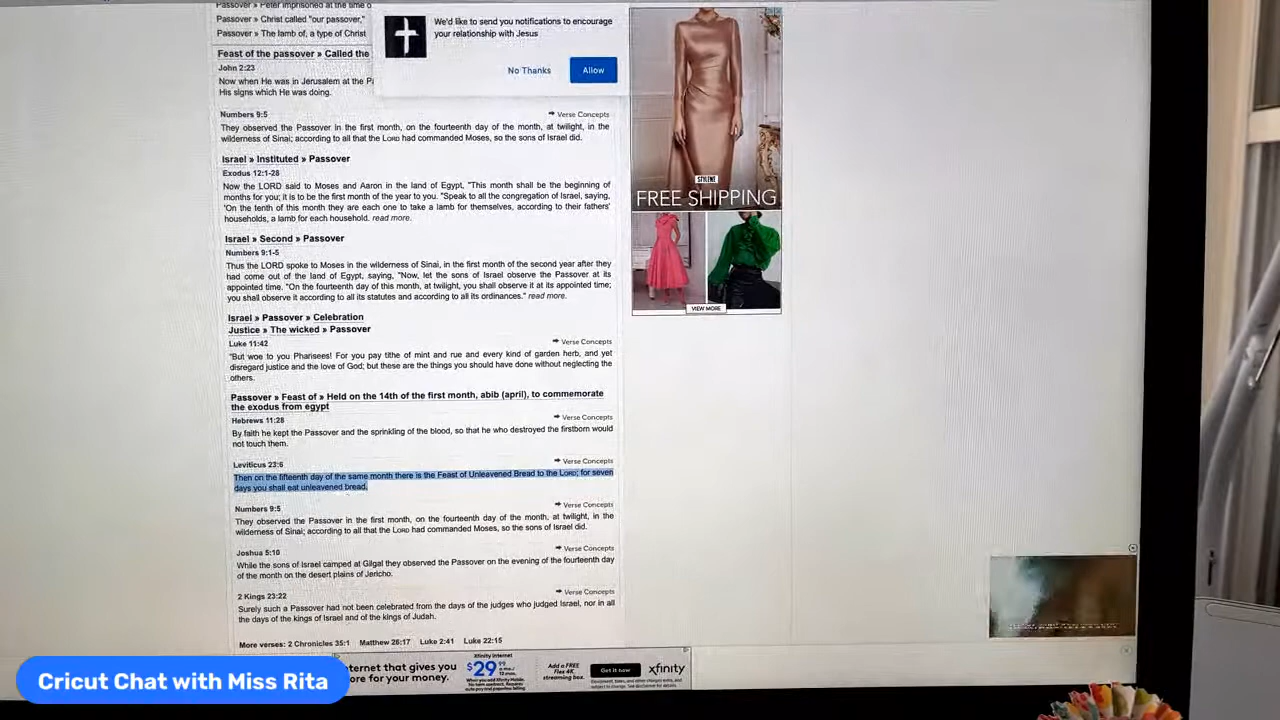 Passover » Peter imprisoned at the time o
Passover » Christ called "our passover,"
Passover » The lamb of, a type of Christ
Feast of the passover » Called the
John 2:23
Now when He was in Jerusalem at the Pa
His signs which He was doing.
We'd like to send you notifications to encourage
your relationship with Jesus
No Thanks
Allow
Numbers 9:5
Verse Concepts
They observed the Passover in the first month, on the fourteenth day of the month, at twilight, in the
wilderness of Sinai; according to all that the LORD had commanded Moses, so the sons of Israel did.
Israel » Instituted » Passover
Exodus 12:1-28
Now the LORD said to Moses and Aaron in the land of Egypt, "This month shall be the beginning of
months for you; it is to be the first month of the year to you. "Speak to all the congregation of Israel, saying,
'On the tenth of this month they are each one to take a lamb for themselves, according to their fathers'
households, a lamb for each household. read more.
Israel » Second » Passover
Numbers 9:1-5
Thus the LORD spoke to Moses in the wilderness of Sinai, in the first month of the second year after they
had come out of the land of Egypt, saying, "Now, let the sons of Israel observe the Passover at its
appointed time. "On the fourteenth day of this month, at twilight, you shall observe it at its appointed time;
you shall observe it according to all its statutes and according to all its ordinances." read more.
Israel » Passover » Celebration
Justice » The wicked » Passover
Luke 11:42
Verse Concepts
"But woe to you Pharisees! For you pay tithe of mint and rue and every kind of garden herb, and yet
disregard justice and the love of God; but these are the things you should have done without neglecting the
others.
Passover » Feast of » Held on the 14th of the first month, abib (april), to commemorate
the exodus from egypt
Hebrews 11:28
Verse Concepts
By faith he kept the Passover and the sprinkling of the blood, so that he who destroyed the firstborn would
not touch them.
Leviticus 23:6
Verse Concepts
Then on the fifteenth day of the same month there is the Feast of Unleavened Bread to the LORD; for seven
days you shall eat unleavened bread.
Numbers 9:5
Verse Concepts
They observed the Passover in the first month, on the fourteenth day of the month, at twilight, in the
wilderness of Sinai; according to all that the LORD had commanded Moses, so the sons of Israel did.
Joshua 5:10
Verse Concepts
While the sons of Israel camped at Gilgal they observed the Passover on the evening of the fourteenth day
of the month on the desert plains of Jericho.
2 Kings 23:22
Verse Concepts
Surely such a Passover had not been celebrated from the days of the judges who judged Israel, nor in all
the days of the kings of Israel and of the kings of Judah.
More verses: 2 Chronicles 35:1 Matthew 26:17 Luke 2:41 Luke 22:15
STYLEWE
FREE SHIPPING
VIEW MORE
ternet that gives you
ore for your money.
xfinity internet
$29 99
Add a FREE
Flex 4K
streaming box.
Get it now
xfinity
Cricut Chat with Miss Rita